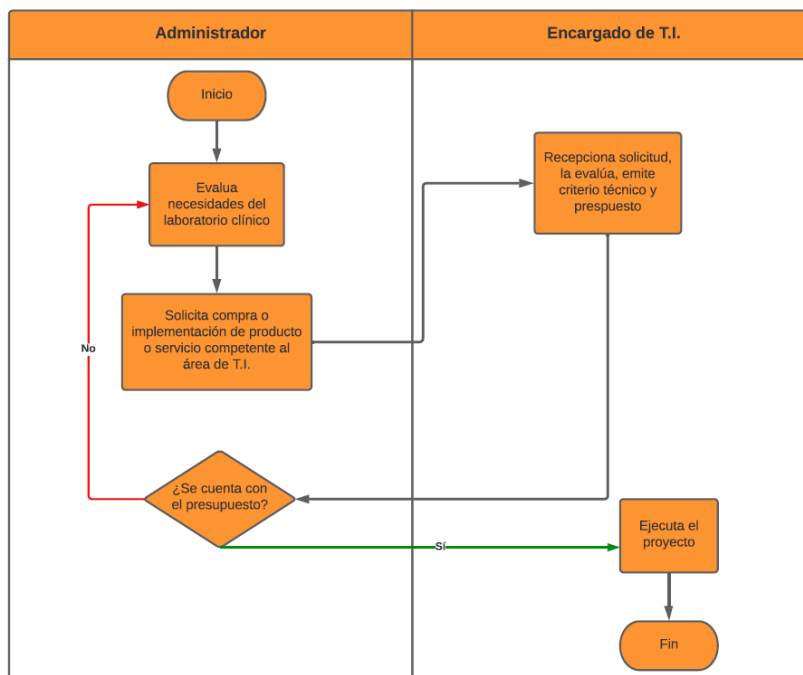 Administrador
Encargado de T.I.
Inicio
Evalua
necesidades del
laboratorio clínico
Solicita compra o
implementación de producto
o servicio competente al
área de T.I.
Recepciona solicitud,
la evalúa, emite
criterio técnico y
prespuesto
No
¿Se cuenta con
el presupuesto?
Sí
Ejecuta el
proyecto
Fin